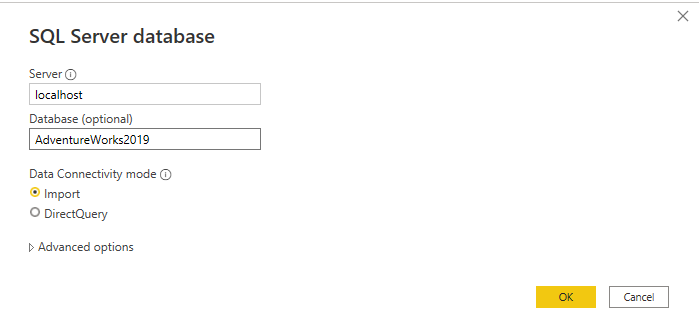 SQL Server database
Server
localhost
Database (optional)
AdventureWorks2019
Data Connectivity mode
Import
DirectQuery
Advanced options
OK
Cancel